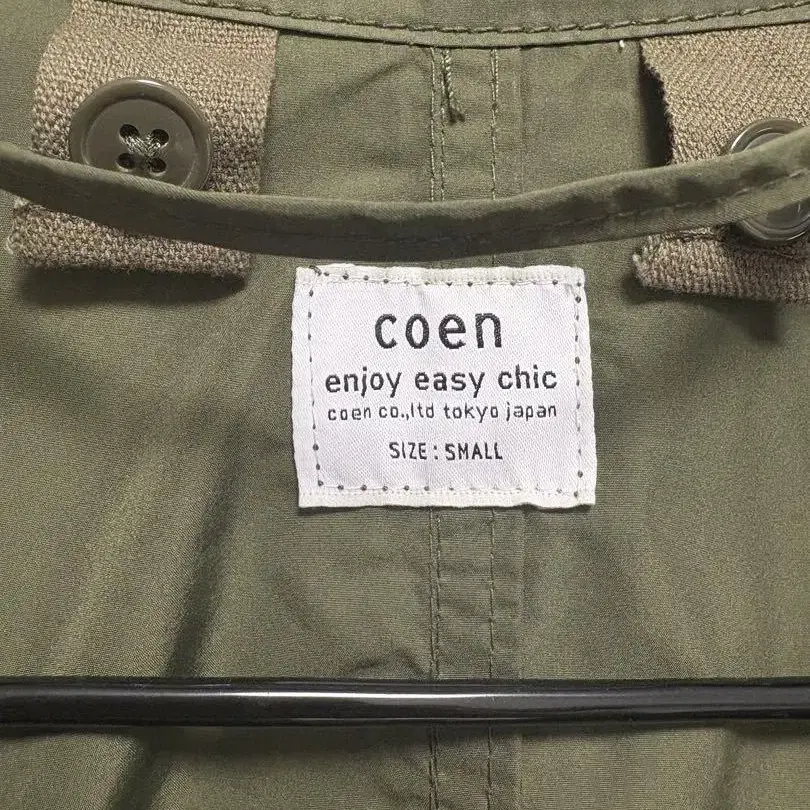 coen
enjoy easy chic
coen co.,ltd tokyo japan
SIZE : SMALL